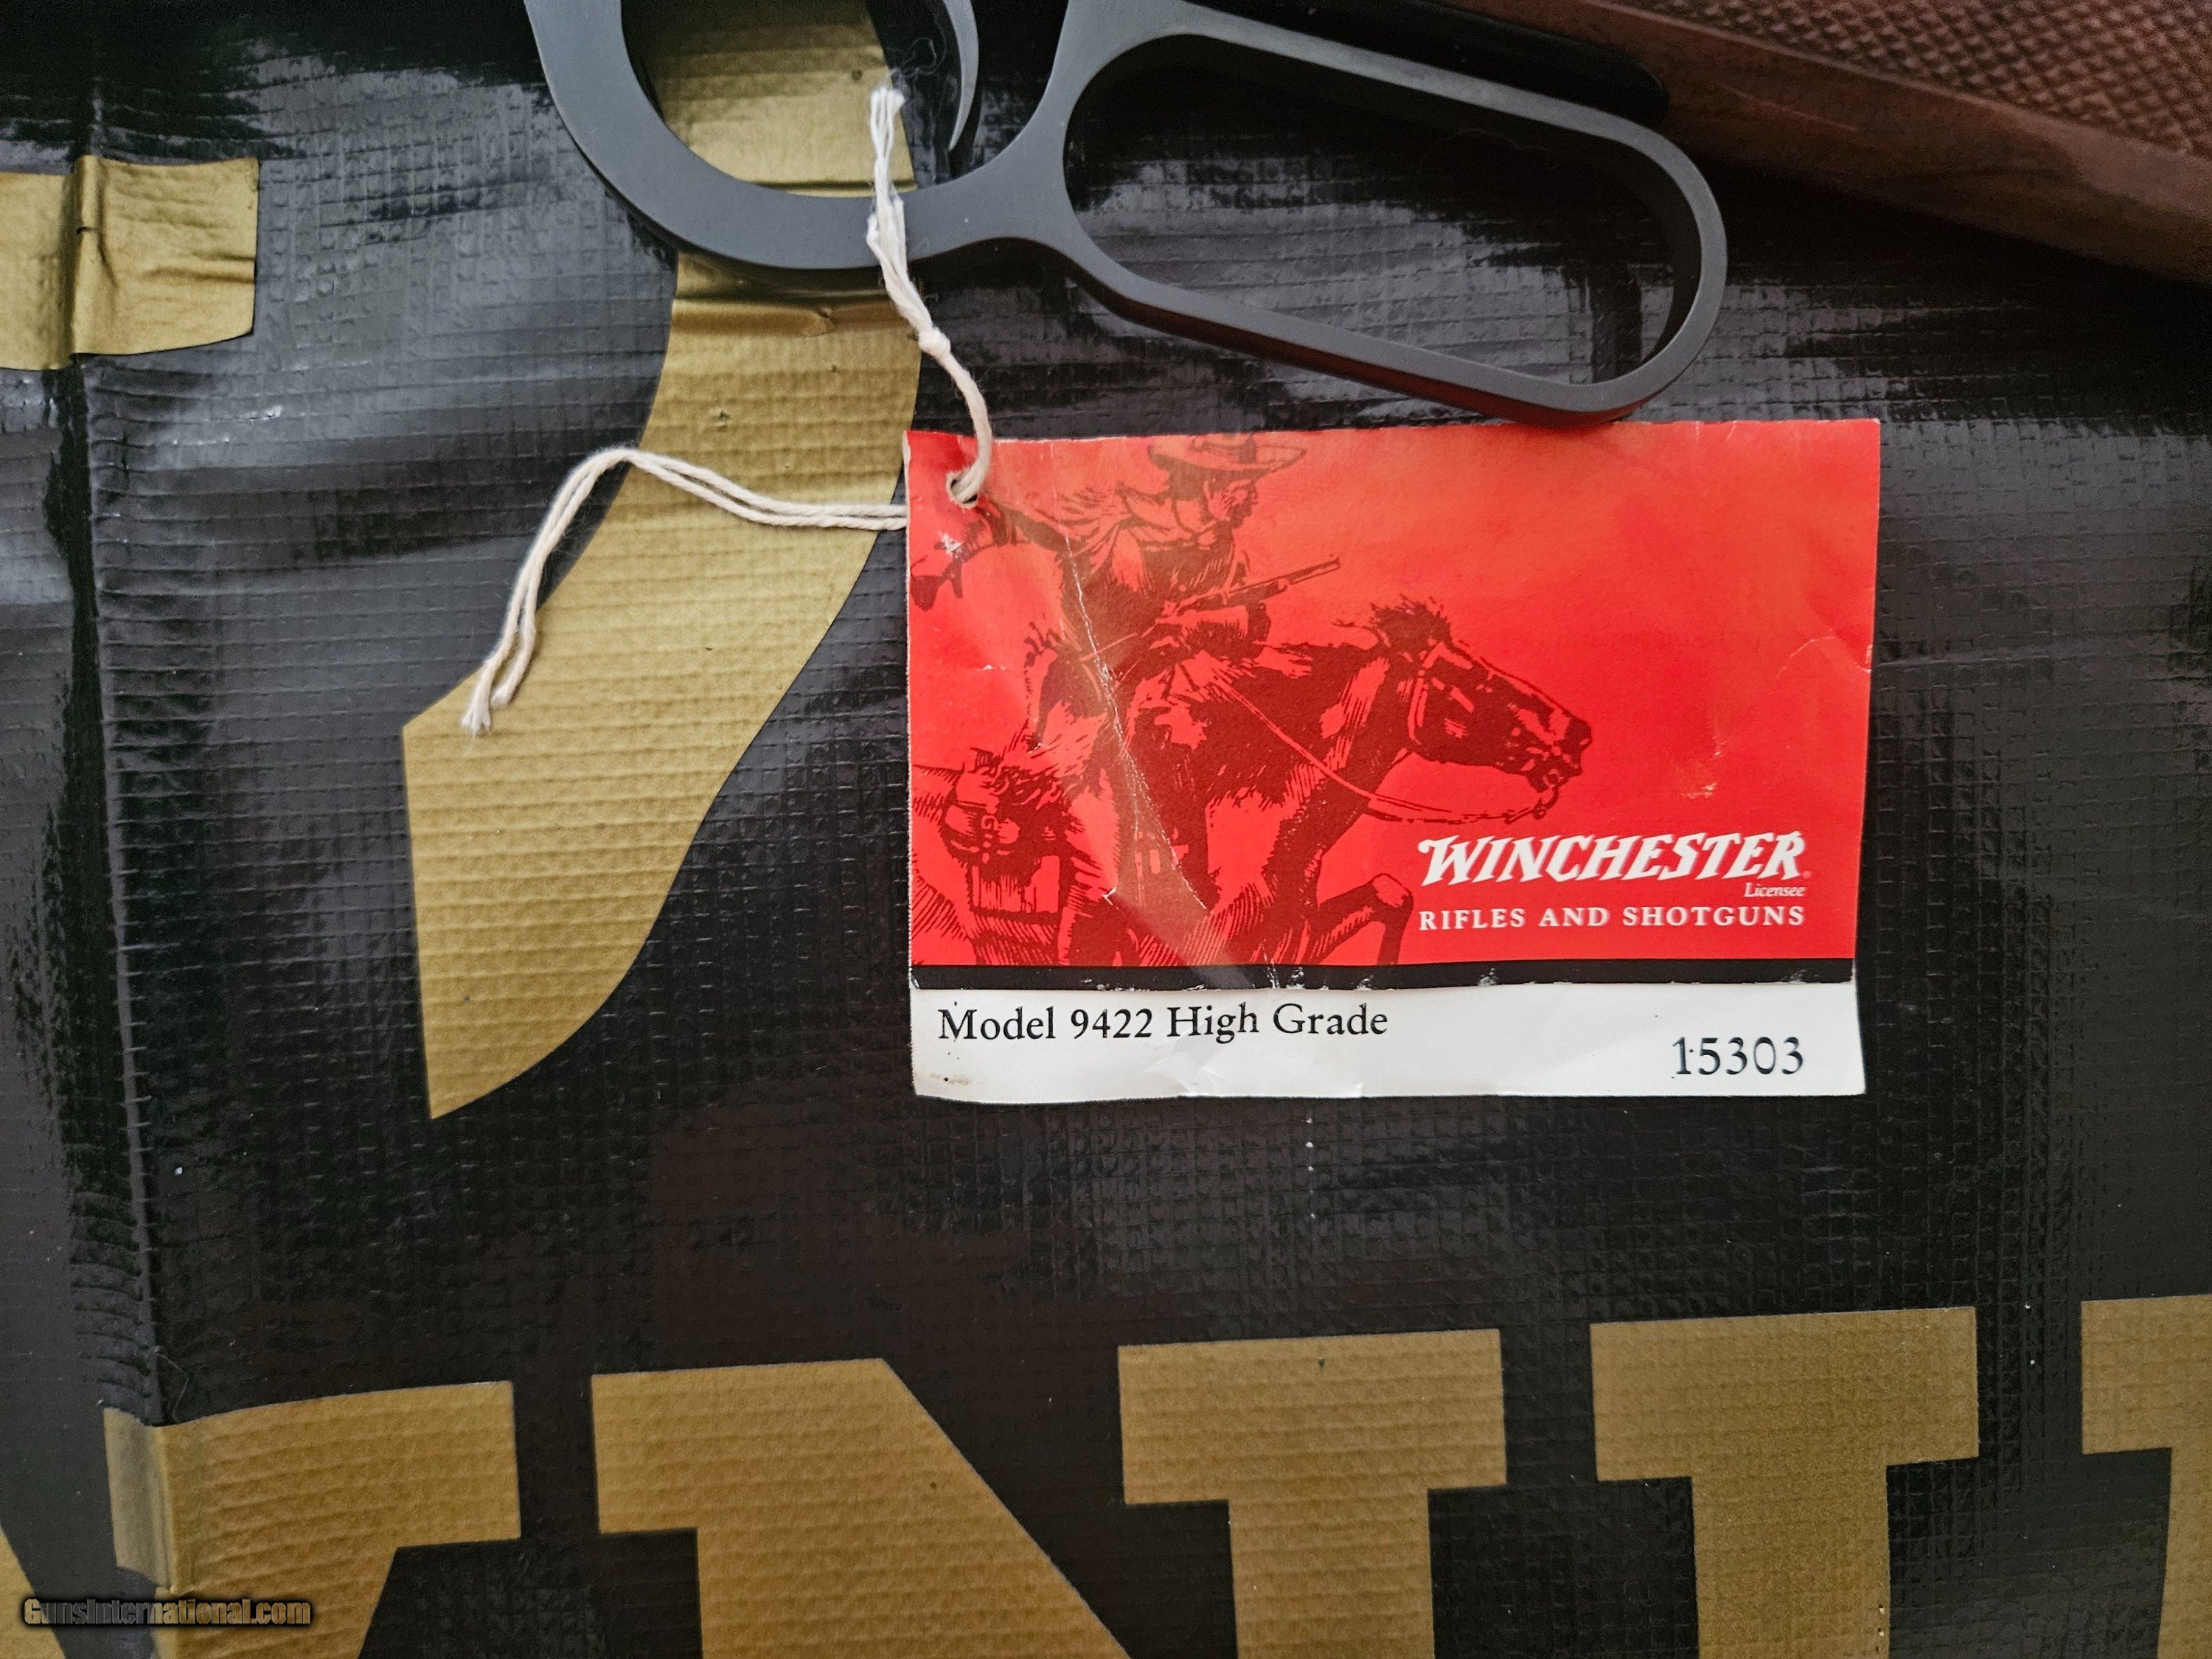 WINCHESTER®
Licensee
RIFLES AND SHOTGUNS
Model 9422 High Grade
15303
GunsInternational.com